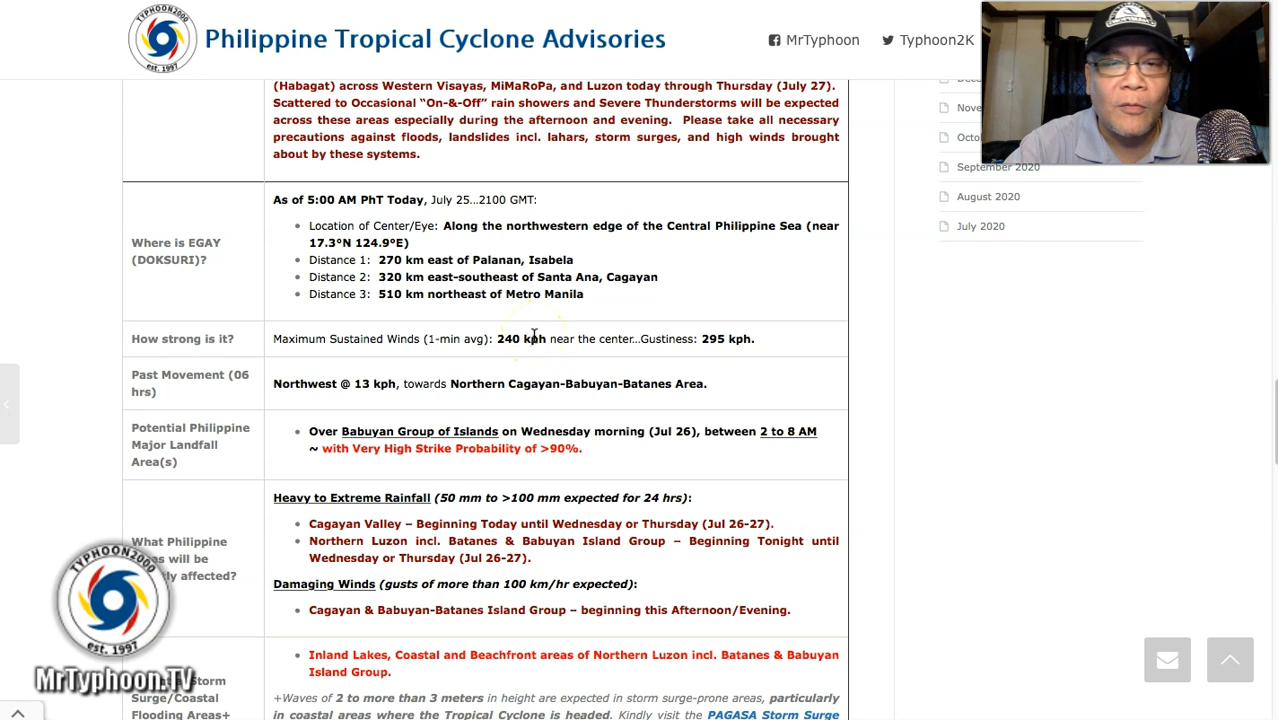 TYPHOON2000
est. 1997
Philippine Tropical Cyclone Advisories
MrTyphoon
Typhoon2K
(Habagat) across Western Visayas, MiMaRoPa, and Luzon today through Thursday (July 27).
Scattered to Occasional “On-&-Off” rain showers and Severe Thunderstorms will be expected
across these areas especially during the afternoon and evening. Please take all necessary
precautions against floods, landslides incl. lahars, storm surges, and high winds brought
about by these systems.
Where is EGAY
(DOKSURI)?
As of 5:00 AM PhT Today, July 25…2100 GMT:
Location of Center/Eye: Along the northwestern edge of the Central Philippine Sea (near
17.3°N 124.9°E)
Distance 1: 270 km east of Palanan, Isabela
Distance 2: 320 km east-southeast of Santa Ana, Cagayan
Distance 3: 510 km northeast of Metro Manila
How strong is it?
Maximum Sustained Winds (1-min avg): 240 kph near the center…Gustiness: 295 kph.
Past Movement (06
hrs)
Northwest @ 13 kph, towards Northern Cagayan-Babuyan-Batanes Area.
Potential Philippine
Major Landfall
Area(s)
Over Babuyan Group of Islands on Wednesday morning (Jul 26), between 2 to 8 AM
~ with Very High Strike Probability of >90%.
What Philippine
as will be
tly affected?
Heavy to Extreme Rainfall (50 mm to >100 mm expected for 24 hrs):
Cagayan Valley – Beginning Today until Wednesday or Thursday (Jul 26-27).
Northern Luzon incl. Batanes & Babuyan Island Group – Beginning Tonight until
Wednesday or Thursday (Jul 26-27).
Damaging Winds (gusts of more than 100 km/hr expected):
Cagayan & Babuyan-Batanes Island Group – beginning this Afternoon/Evening.
Storm
Surge/Coastal
Flooding Areas+
Inland Lakes, Coastal and Beachfront areas of Northern Luzon incl. Batanes & Babuyan
Island Group.
+Waves of 2 to more than 3 meters in height are expected in storm surge-prone areas, particularly
in coastal areas where the Tropical Cyclone is headed. Kindly visit the PAGASA Storm Surge
Nove
Octo
September 2020
August 2020
July 2020
TYPHOON2000
est. 1997
MrTyphoon.TV